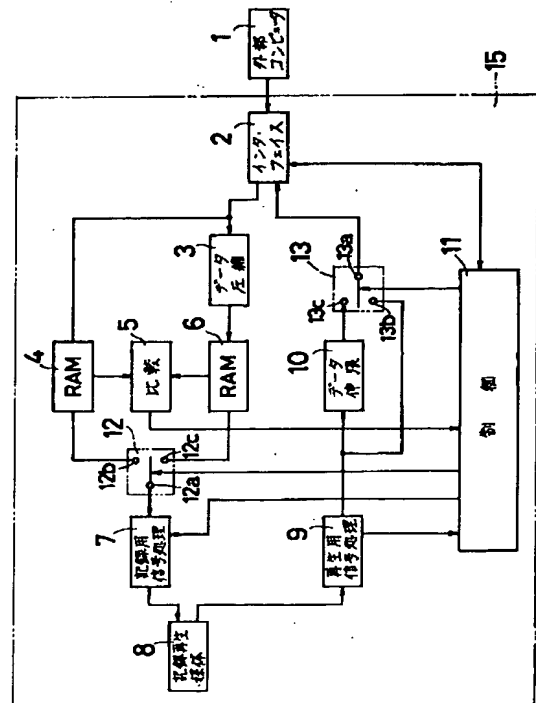 1
外部
コンピュータ
15
2
インタ・
フェイス
3
データ
圧縮
4
RAM
5
比較
6
RAM
12
12b
12c
12a
7
記録用
信号処理
8
記録再生
媒体
9
再生用
信号処理
10
データ
伸張
13
13a
13c
13b
11
制御